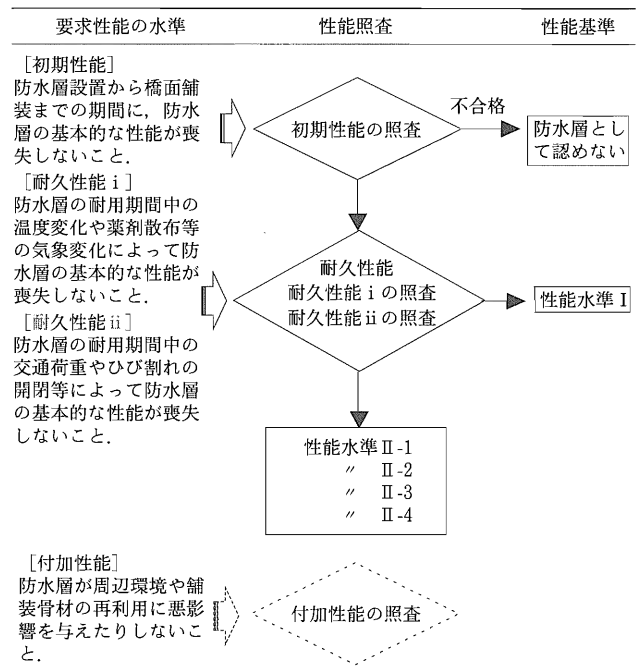 要求性能の水準 性能照査 性能基準
[初期性能]
防水層設置から橋面舗
装までの期間に，防水
層の基本的な性能が喪
失しないこと．
初期性能の照査
不合格
防水層とし
て認めない
[耐久性能ⅰ]
防水層の耐用期間中の
温度変化や薬剤散布等
の気象変化によって防
水層の基本的な性能が
喪失しないこと．
[耐久性能ⅱ]
防水層の耐用期間中の
交通荷重やひび割れの
開閉等によって防水層
の基本的な性能が喪失
しないこと．
耐久性能
耐久性能ⅰの照査
耐久性能ⅱの照査
性能水準Ⅰ
性能水準Ⅱ-1
〃 Ⅱ-2
〃 Ⅱ-3
〃 Ⅱ-4
[付加性能]
防水層が周辺環境や舗
装骨材の再利用に悪影
響を与えたりしないこ
と．
付加性能の照査